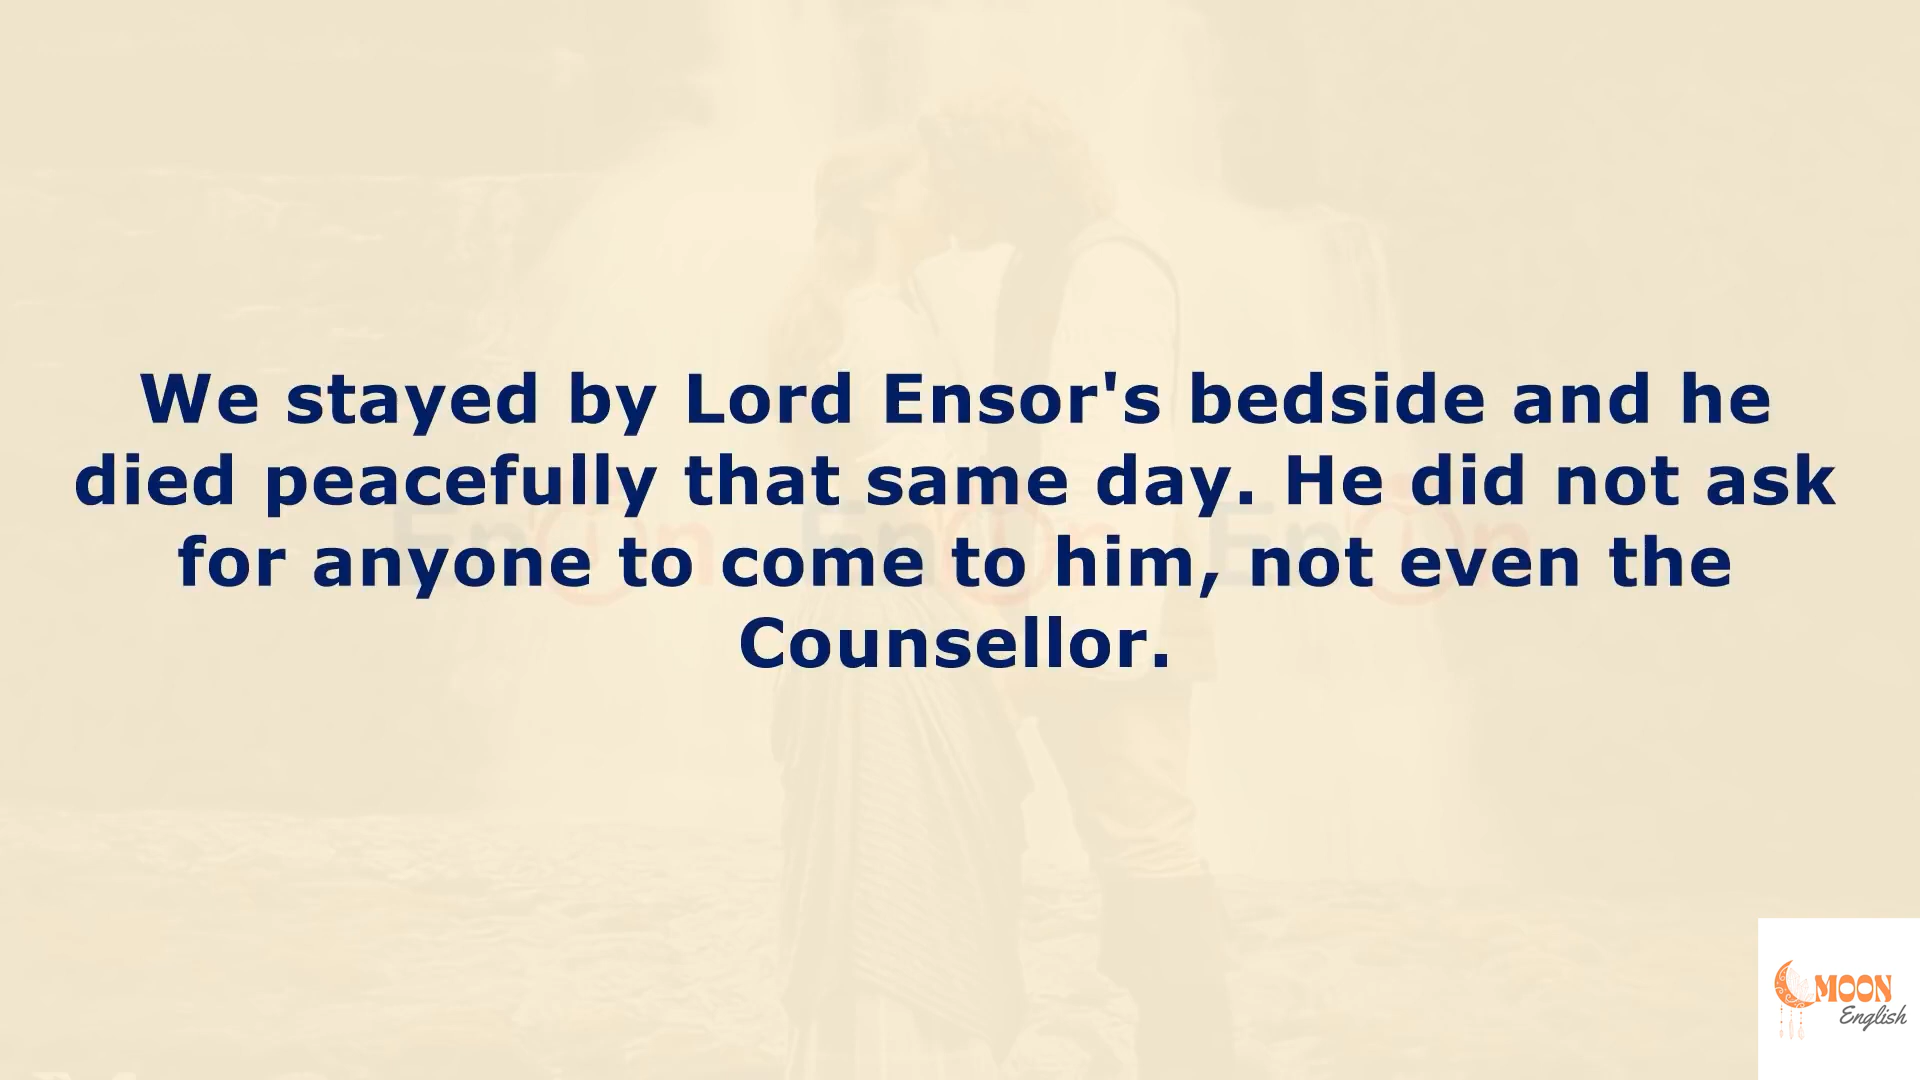 We stayed by Lord Ensor's bedside and he
died peacefully that same day. He did not ask
for anyone to come to him, not even the
Counsellor.
MOON
English